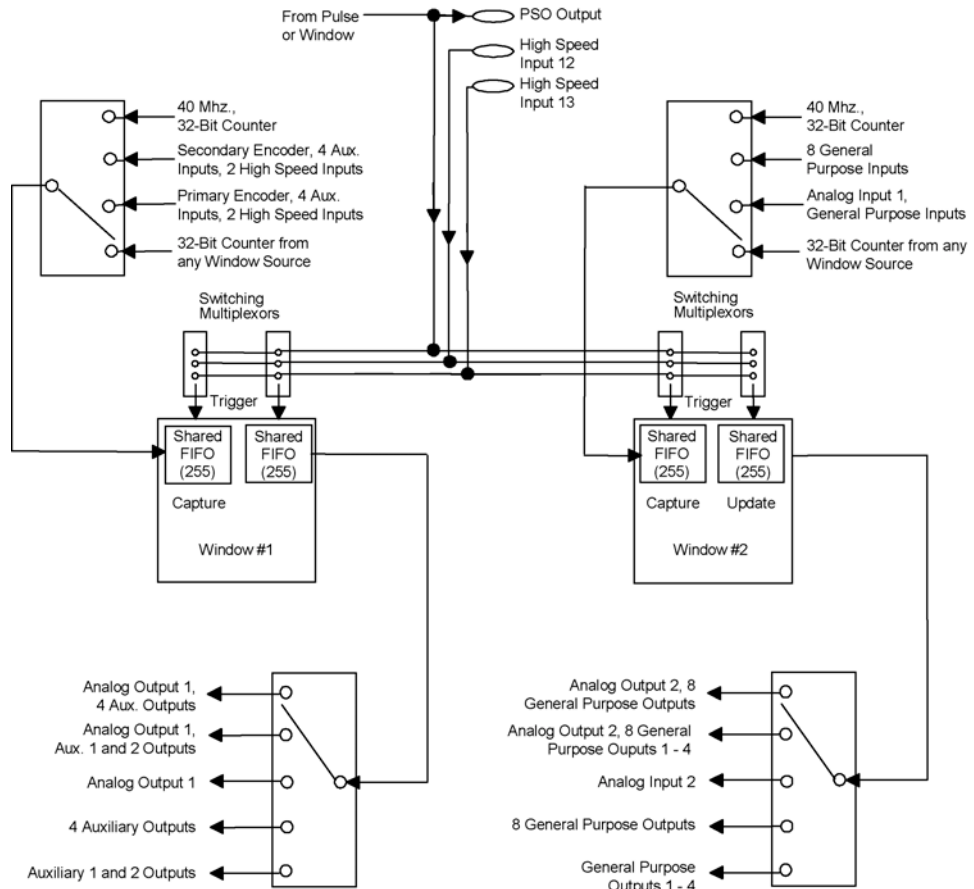 From Pulse
or Window
PSO Output
High Speed
Input 12
High Speed
Input 13
40 Mhz.,
32-Bit Counter
Secondary Encoder, 4 Aux.
Inputs, 2 High Speed Inputs
Primary Encoder, 4 Aux.
Inputs, 2 High Speed Inputs
32-Bit Counter from
any Window Source
40 Mhz.,
32-Bit Counter
8 General
Purpose Inputs
Analog Input 1,
General Purpose Inputs
32-Bit Counter from any
Window Source
Switching
Multiplexors
Trigger
Shared
FIFO
(255)
Shared
FIFO
(255)
Capture
Window #1
Switching
Multiplexors
Trigger
Shared
FIFO
(255)
Shared
FIFO
(255)
Capture
Update
Window #2
Analog Output 1,
4 Aux. Outputs
Analog Output 1,
Aux. 1 and 2 Outputs
Analog Output 1
4 Auxiliary Outputs
Auxiliary 1 and 2 Outputs
Analog Output 2, 8
General Purpose Outputs
Analog Output 2, 8 General
Purpose Ouputs 1 - 4
Analog Input 2
8 General Purpose Outputs
General Purpose
Outputs 1 - 4